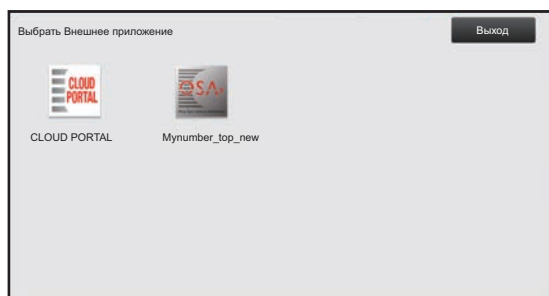 Выбрать Внешнее приложение
Выход
CLOUD
PORTAL
OSA
CLOUD PORTAL
Mynumber_top_new